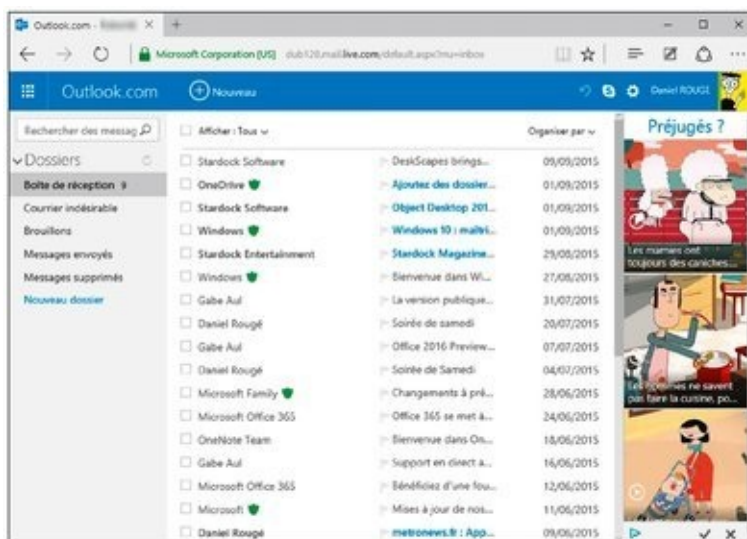 Outlook.com -
Microsoft Corporation [US] dub120.mail.live.com/default.aspx?mu=inbox
Outlook.com Nouveau Daniel ROUGE
Rechercher des messag
Afficher : Tous Organiser par
Dossiers
Boîte de réception 9
Courrier indésirable
Brouillons
Messages envoyés
Messages supprimés
Nouveau dossier
Stardock Software DeskScapes brings... 09/09/2015
OneDrive Ajoutez des dossier... 01/09/2015
Stardock Software Object Desktop 201... 01/09/2015
Windows Windows 10 : maîtri... 01/09/2015
Stardock Entertainment Stardock Magazine... 29/08/2015
Windows Bienvenue dans Wi... 27/08/2015
Gabe Aul La version publique... 31/07/2015
Daniel Rougé Soirée de samedi 20/07/2015
Gabe Aul Office 2016 Preview... 07/07/2015
Daniel Rougé Soirée de Samedi 04/07/2015
Microsoft Family Changements à pré... 28/06/2015
Microsoft Office 365 Office 365 se met à... 24/06/2015
OneNote Team Bienvenue dans On... 18/06/2015
Gabe Aul Support en direct a... 16/06/2015
Microsoft Office 365 Bénéficiez d'une fou... 12/06/2015
Microsoft Mises à jour de nos... 11/06/2015
Daniel Rougé metronews.fr : App... 09/06/2015
Préjugés ?
Les mamies ont
toujours des caniches...
Les hommes ne savent
pas faire la cuisine, po...